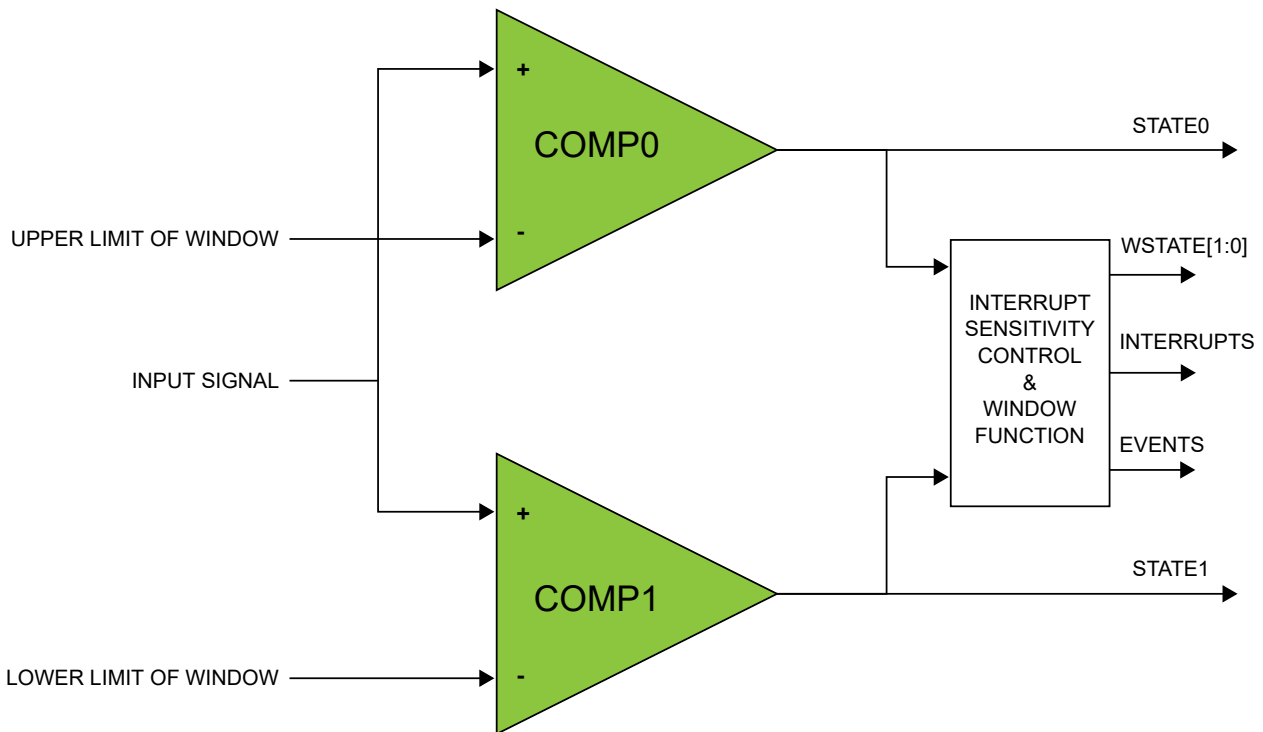 +
COMP0
-
STATE0
UPPER LIMIT OF WINDOW
WSTATE[1:0]
INTERRUPT
SENSITIVITY
CONTROL
&
WINDOW
FUNCTION
INTERRUPTS
EVENTS
INPUT SIGNAL
+
COMP1
-
STATE1
LOWER LIMIT OF WINDOW